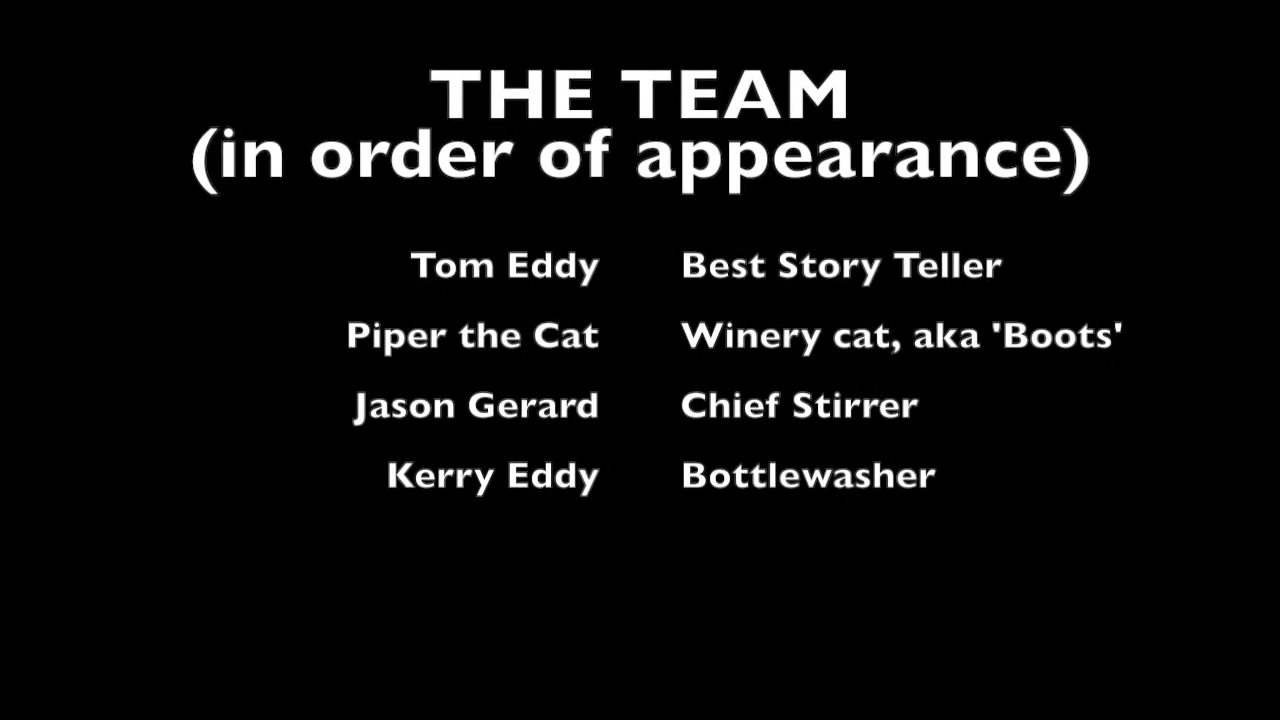 THE TEAM
(in order of appearance)
Tom Eddy Best Story Teller
Piper the Cat Winery cat, aka 'Boots'
Jason Gerard Chief Stirrer
Kerry Eddy Bottlewasher